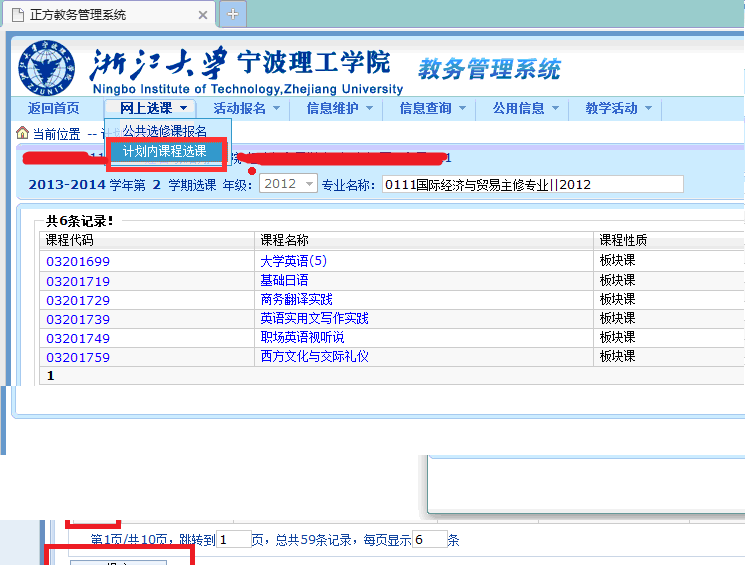 正方教务管理系统
浙江大学 宁波理工学院 教务管理系统
Ningbo Institute of Technology,Zhejiang University
返回首页 网上选课 活动报名 信息维护 信息查询 公用信息 教学活动
公共选修课报名
当前位置 --
计划内课程选课
2013-2014 学年第 2 学期选课 年级: 2012 专业名称: 0111国际经济与贸易主修专业||2012
共6条记录!
课程代码 课程名称 课程性质
03201699 大学英语(5) 板块课
03201719 基础日语 板块课
03201729 商务翻译实践 板块课
03201739 英语实用文写作实践 板块课
03201749 职场英语视听说 板块课
03201759 西方文化与交际礼仪 板块课
1
第1页/共10页, 跳转到 1 页, 总共59条记录, 每页显示 6 条